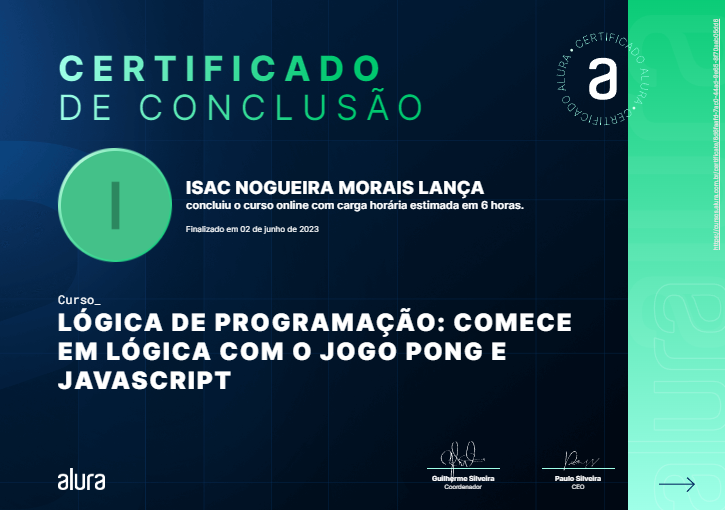 CERTIFICADO
DE CONCLUSÃO
CERTIFICADO ALURA • CERTIFICADO ALURA •
a
I
ISAC NOGUEIRA MORAIS LANÇA
concluiu o curso online com carga horária estimada em 6 horas.
Finalizado em 02 de junho de 2023
Curso_
LÓGICA DE PROGRAMAÇÃO: COMECE
EM LÓGICA COM O JOGO PONG E
JAVASCRIPT
alura
Guilherme Silveira
Coordenador
Paulo Silveira
CEO
alura